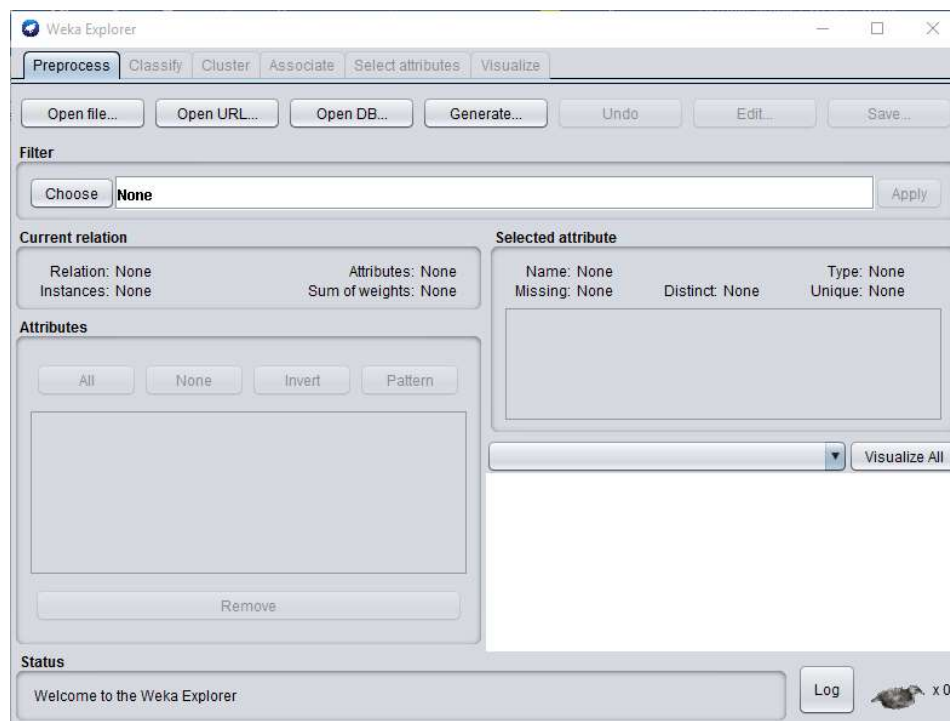 Weka Explorer
Preprocess Classify Cluster Associate Select attributes Visualize
Open file... Open URL... Open DB... Generate... Undo Edit... Save...
Filter
Choose None Apply
Current relation
Relation: None Attributes: None
Instances: None Sum of weights: None
Selected attribute
Name: None Type: None
Missing: None Distinct: None Unique: None
Attributes
All None Invert Pattern
Remove
Visualize All
Status
Welcome to the Weka Explorer
Log x 0